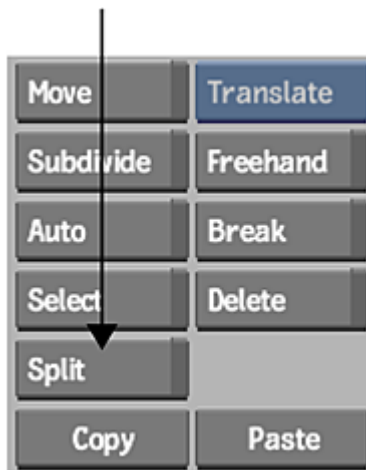 Move Translate
Subdivide Freehand
Auto Break
Select Delete
Split
Copy Paste